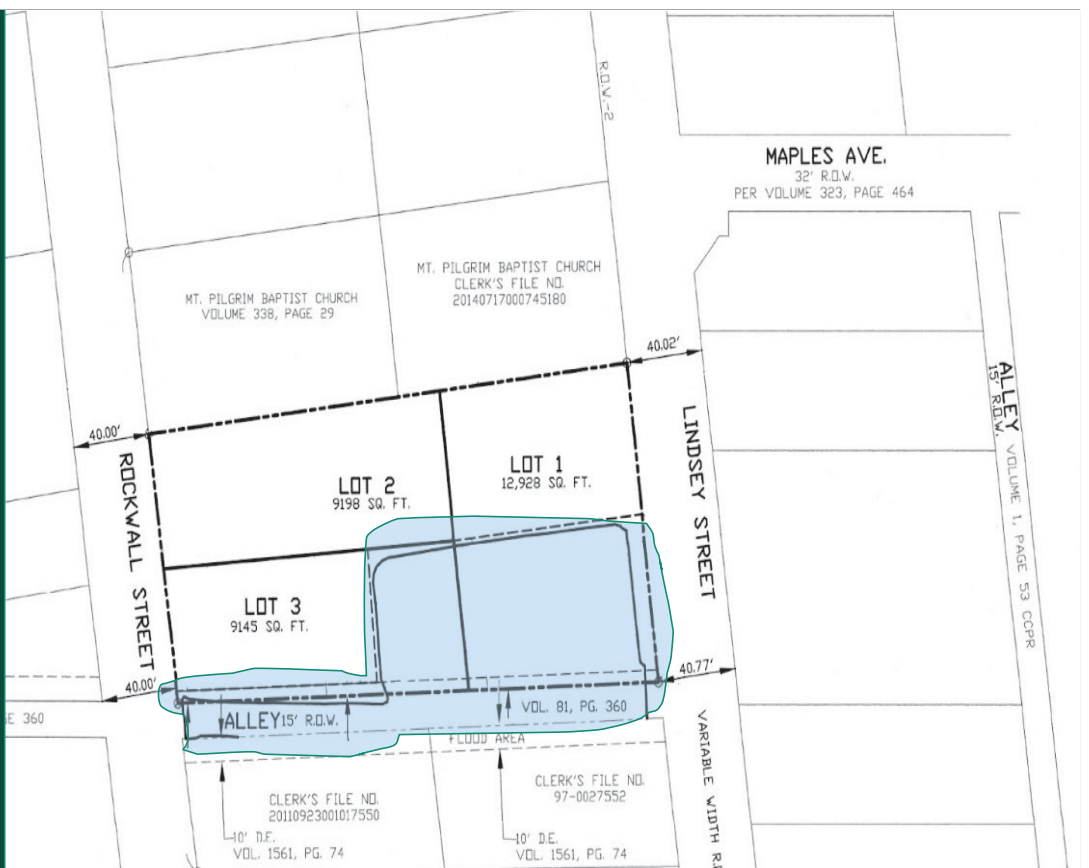 R.O.W.-2
MAPLES AVE.
32' R.O.W.
PER VOLUME 323, PAGE 464
MT. PILGRIM BAPTIST CHURCH
VOLUME 338, PAGE 29
MT. PILGRIM BAPTIST CHURCH
CLERK'S FILE NO.
20140717000745180
40.02'
40.00'
ALLEY VOLUME 1, PAGE 53 CCPR
15' R.O.W.
ROCKWALL STREET
LINDSEY STREET
LOT 1
12,928 SQ. FT.
LOT 2
9198 SQ. FT.
LOT 3
9145 SQ. FT.
40.00'
40.77'
E 360
ALLEY 15' R.O.W.
VOL. 81, PG. 360
FLOOD AREA
VARIABLE WIDTH R.
CLERK'S FILE NO.
20110923001017550
CLERK'S FILE NO.
97-0027552
10' D.E.
VOL. 1561, PG. 74
10' D.E.
VOL. 1561, PG. 74